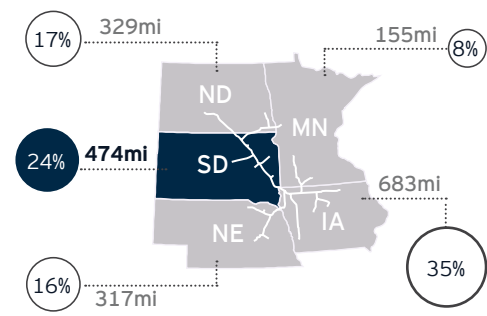 17% 329mi
155mi 8%
ND
MN
24% 474mi SD
683mi
NE IA
35%
16% 317mi